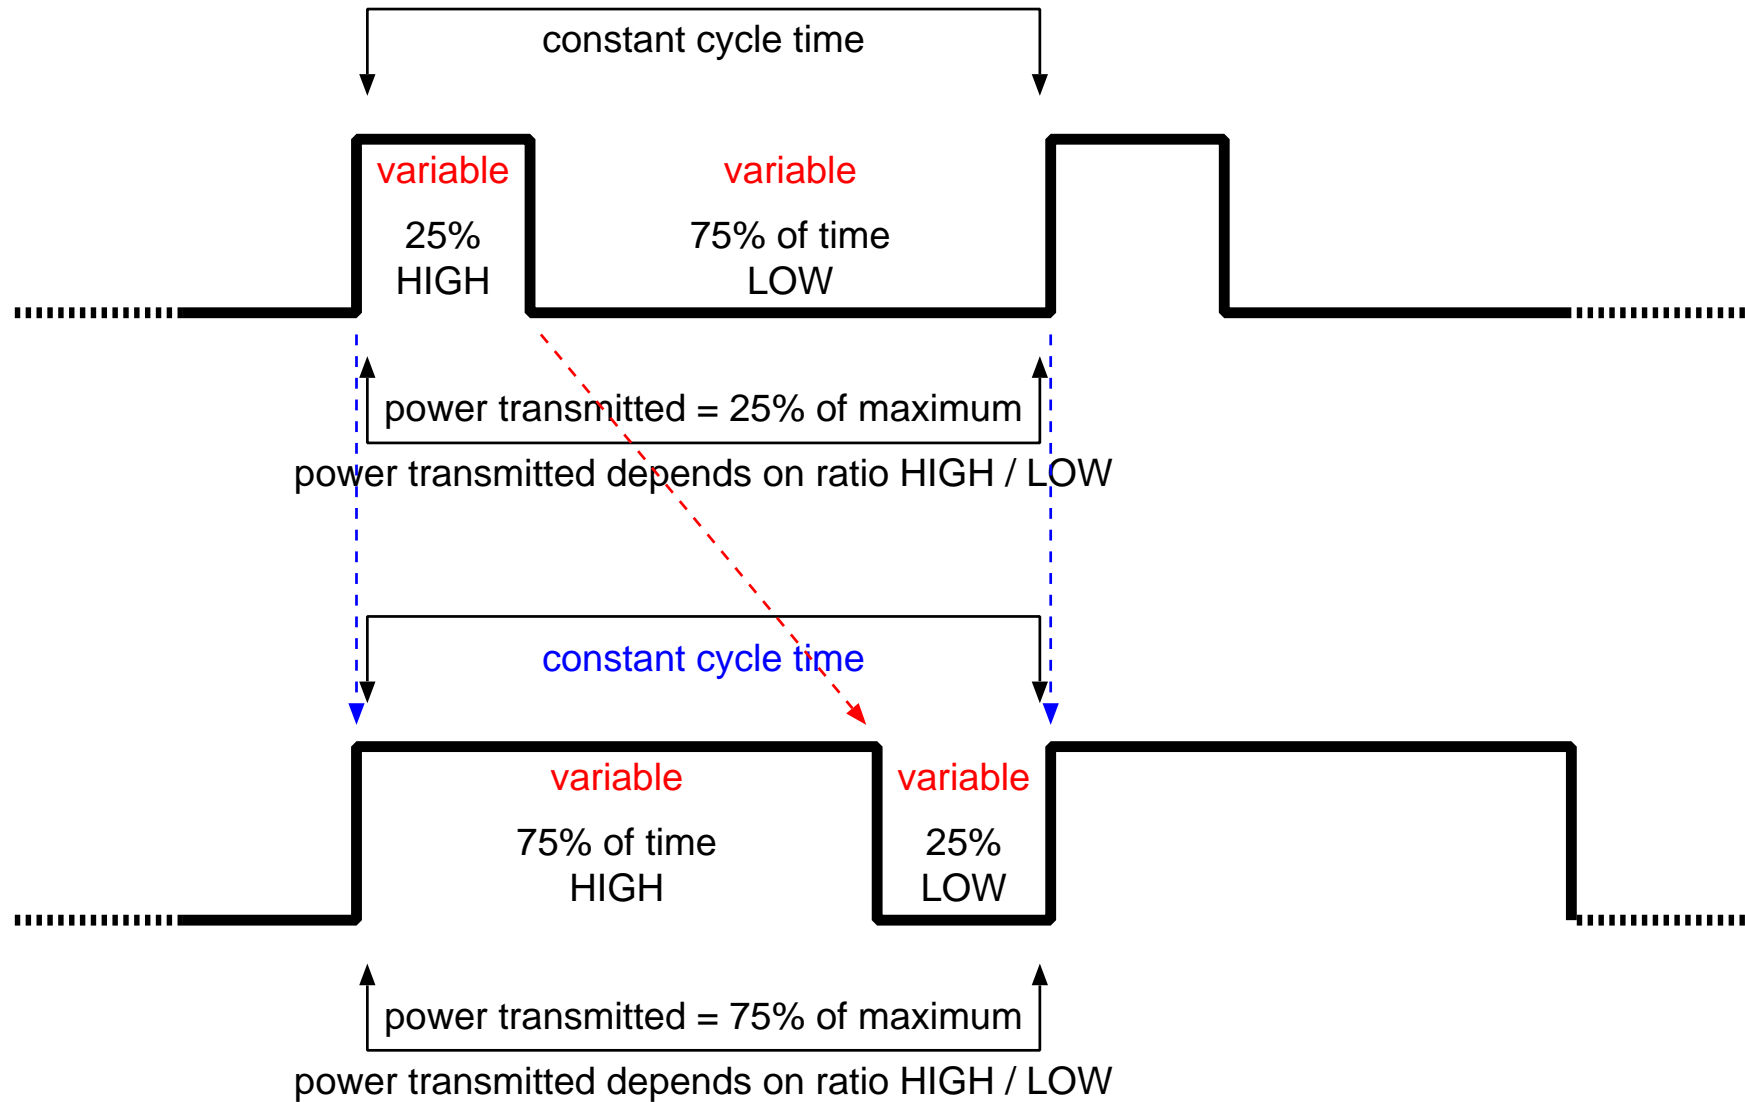 constant cycle time
variable variable
25% 75% of time
HIGH LOW
power transmitted = 25% of maximum
power transmitted depends on ratio HIGH / LOW
constant cycle time
variable variable
75% of time 25%
HIGH LOW
power transmitted = 75% of maximum
power transmitted depends on ratio HIGH / LOW